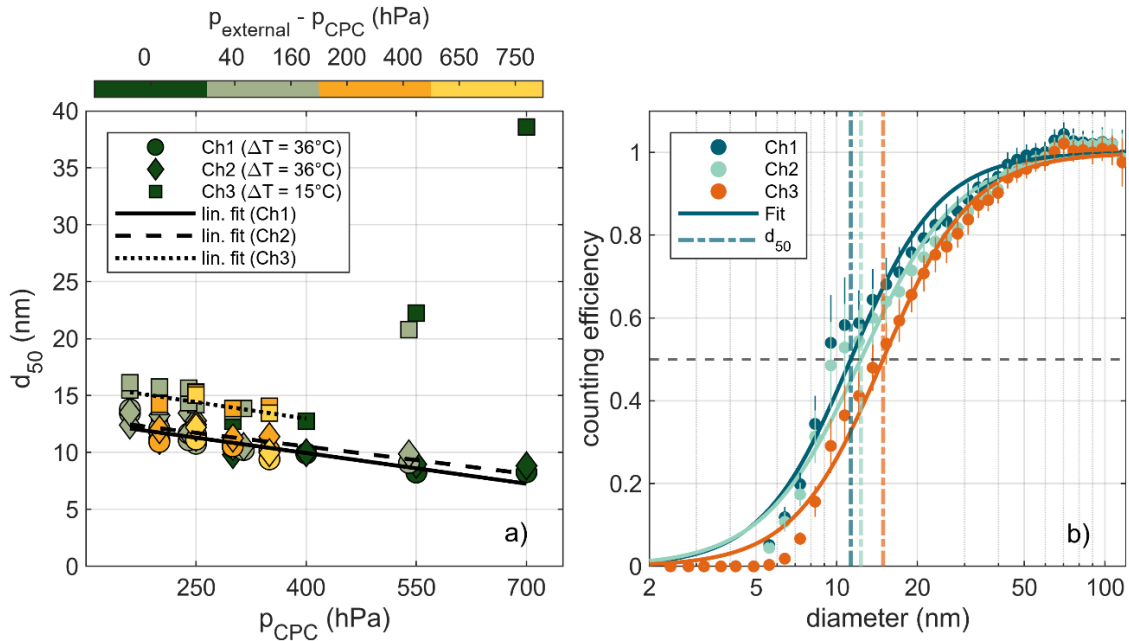 p_external - p_CPC (hPa)
0 40 160 200 400 650 750
40
35
30
25
20
15
10
5
0
d_50 (nm)
Ch1 (ΔT = 36°C)
Ch2 (ΔT = 36°C)
Ch3 (ΔT = 15°C)
lin. fit (Ch1)
lin. fit (Ch2)
lin. fit (Ch3)
a)
250 400 550 700
p_CPC (hPa)
1
0.8
0.6
0.4
0.2
0
counting efficiency
Ch1
Ch2
Ch3
Fit
d_50
b)
2 5 10 20 50 100
diameter (nm)